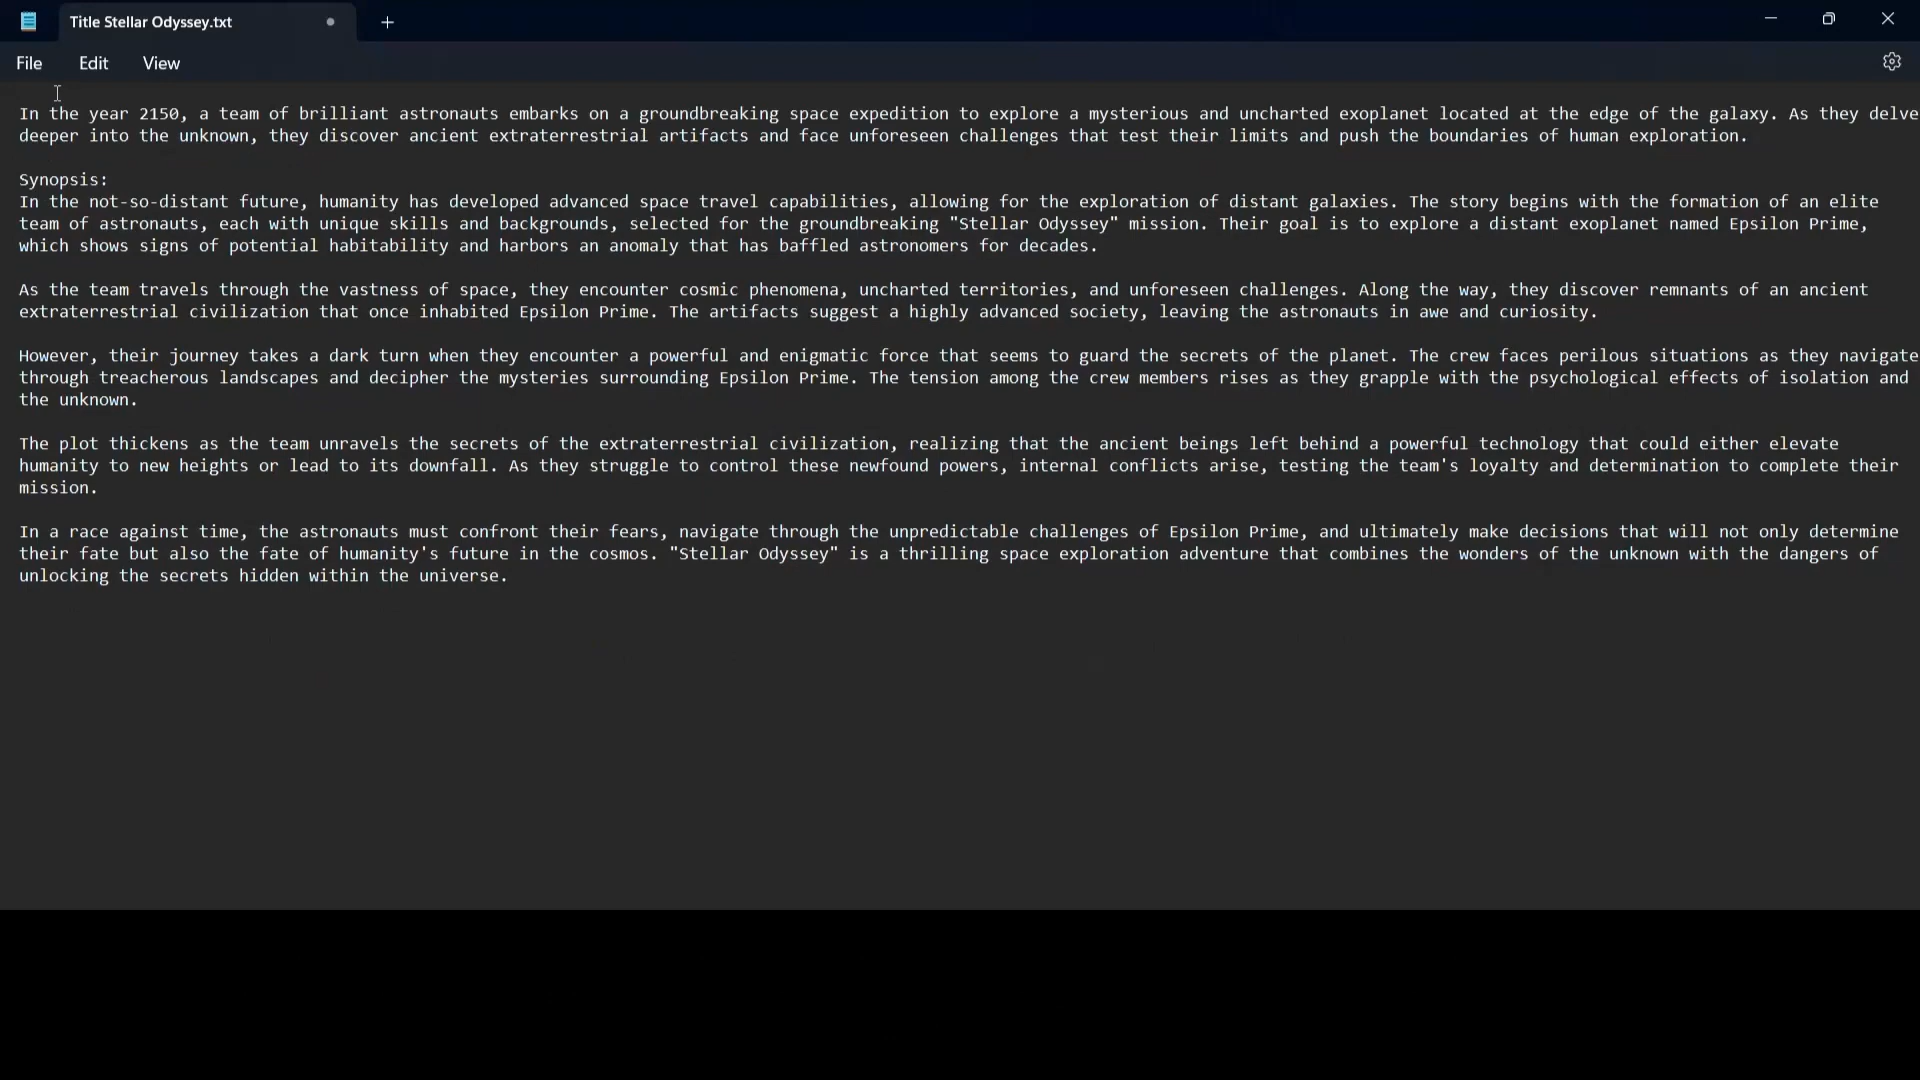 Title Stellar Odyssey.txt
File Edit View
In the year 2150, a team of brilliant astronauts embarks on a groundbreaking space expedition to explore a mysterious and uncharted exoplanet located at the edge of the galaxy. As they delve
deeper into the unknown, they discover ancient extraterrestrial artifacts and face unforeseen challenges that test their limits and push the boundaries of human exploration.
Synopsis:
In the not-so-distant future, humanity has developed advanced space travel capabilities, allowing for the exploration of distant galaxies. The story begins with the formation of an elite
team of astronauts, each with unique skills and backgrounds, selected for the groundbreaking "Stellar Odyssey" mission. Their goal is to explore a distant exoplanet named Epsilon Prime,
which shows signs of potential habitability and harbors an anomaly that has baffled astronomers for decades.
As the team travels through the vastness of space, they encounter cosmic phenomena, uncharted territories, and unforeseen challenges. Along the way, they discover remnants of an ancient
extraterrestrial civilization that once inhabited Epsilon Prime. The artifacts suggest a highly advanced society, leaving the astronauts in awe and curiosity.
However, their journey takes a dark turn when they encounter a powerful and enigmatic force that seems to guard the secrets of the planet. The crew faces perilous situations as they navigate
through treacherous landscapes and decipher the mysteries surrounding Epsilon Prime. The tension among the crew members rises as they grapple with the psychological effects of isolation and
the unknown.
The plot thickens as the team unravels the secrets of the extraterrestrial civilization, realizing that the ancient beings left behind a powerful technology that could either elevate
humanity to new heights or lead to its downfall. As they struggle to control these newfound powers, internal conflicts arise, testing the team's loyalty and determination to complete their
mission.
In a race against time, the astronauts must confront their fears, navigate through the unpredictable challenges of Epsilon Prime, and ultimately make decisions that will not only determine
their fate but also the fate of humanity's future in the cosmos. "Stellar Odyssey" is a thrilling space exploration adventure that combines the wonders of the unknown with the dangers of
unlocking the secrets hidden within the universe.